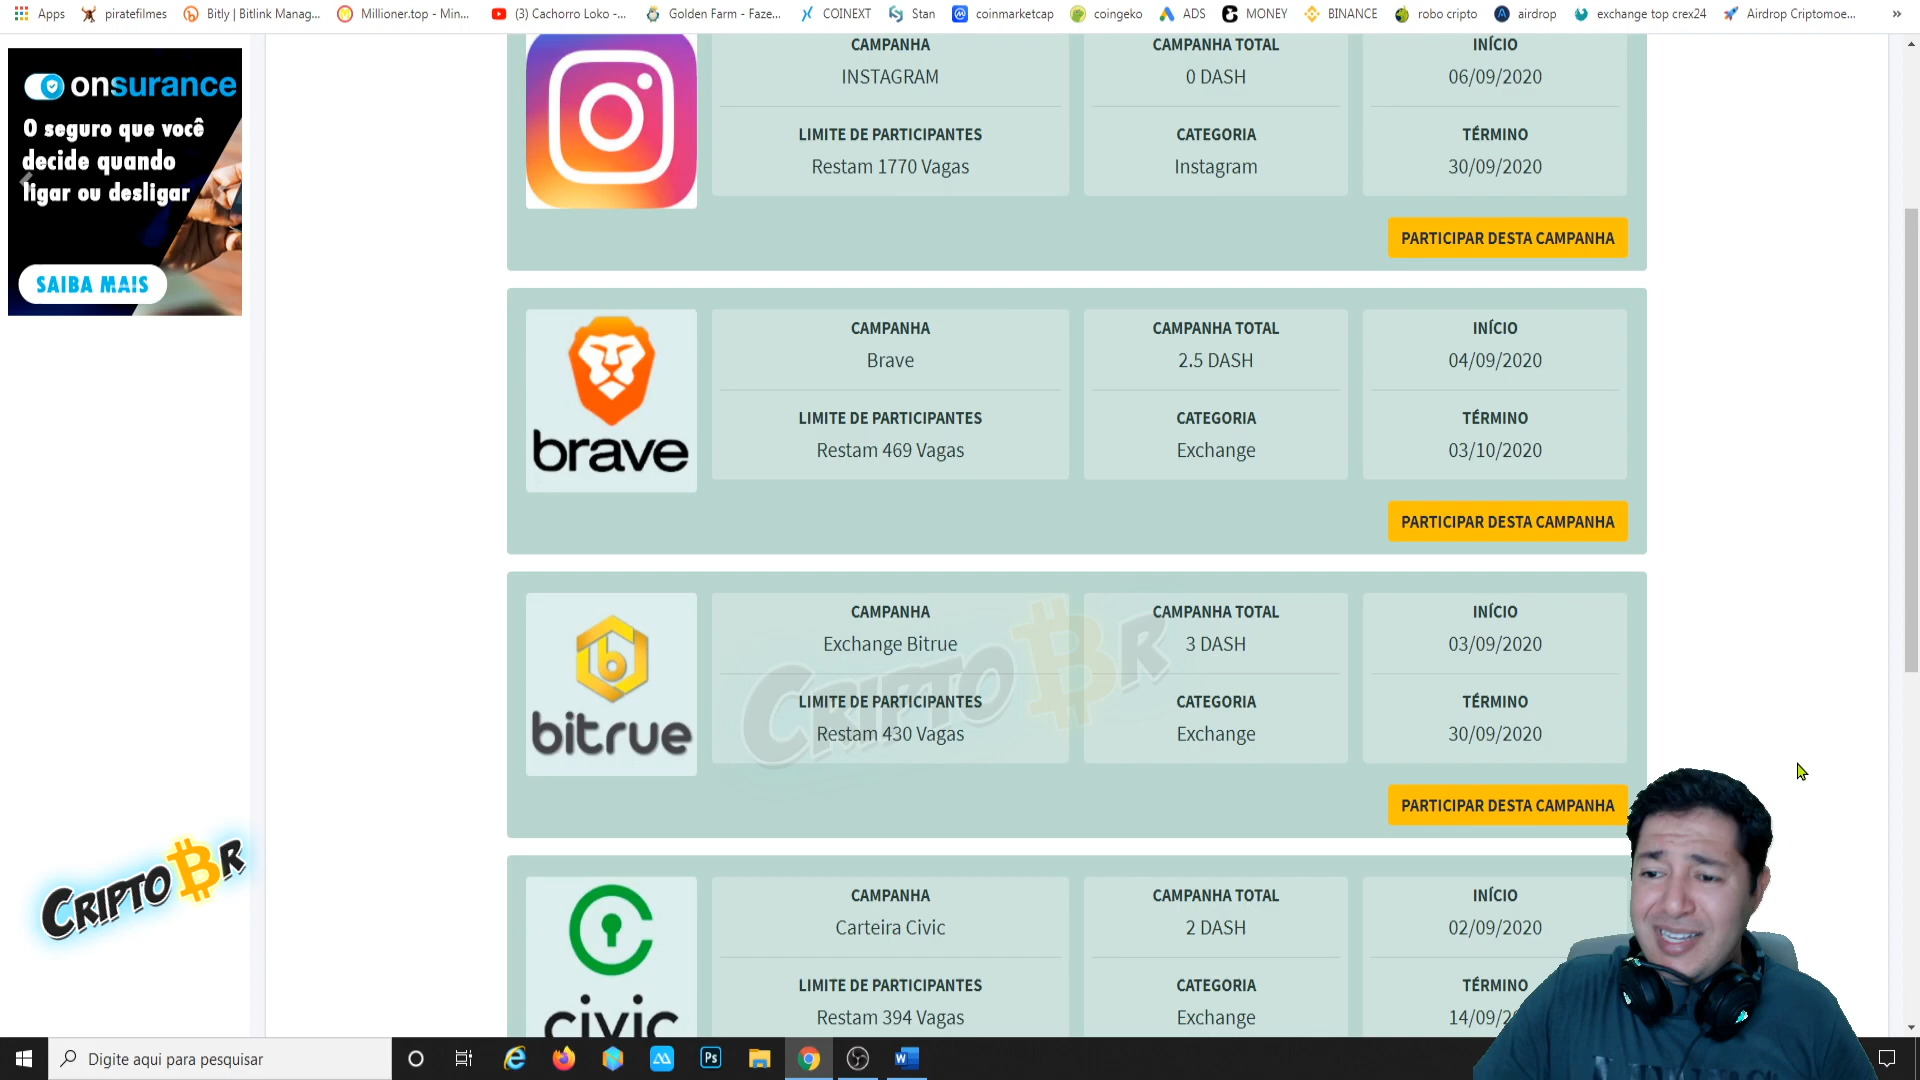 Apps
piratefilmes
Bitly | Bitlink Manag...
Millioner.top - Min...
(3) Cachorro Loko -...
Golden Farm - Faze...
COINEXT
Stan
coinmarketcap
coingeko
ADS
MONEY
BINANCE
robo cripto
airdrop
exchange top crex24
Airdrop Criptomoe...
»
onsurance
O seguro que você
decide quando
ligar ou desligar
SAIBA MAIS
CAMPANHA
INSTAGRAM
CAMPANHA TOTAL
0 DASH
INÍCIO
06/09/2020
LIMITE DE PARTICIPANTES
Restam 1770 Vagas
CATEGORIA
Instagram
TÉRMINO
30/09/2020
PARTICIPAR DESTA CAMPANHA
brave
CAMPANHA
Brave
CAMPANHA TOTAL
2.5 DASH
INÍCIO
04/09/2020
LIMITE DE PARTICIPANTES
Restam 469 Vagas
CATEGORIA
Exchange
TÉRMINO
03/10/2020
PARTICIPAR DESTA CAMPANHA
bitrue
CAMPANHA
Exchange Bitrue
CAMPANHA TOTAL
3 DASH
INÍCIO
03/09/2020
LIMITE DE PARTICIPANTES
Restam 430 Vagas
CATEGORIA
Exchange
TÉRMINO
30/09/2020
CRIPTO BR
PARTICIPAR DESTA CAMPANHA
CRIPTO BR
civic
CAMPANHA
Carteira Civic
CAMPANHA TOTAL
2 DASH
INÍCIO
02/09/2020
LIMITE DE PARTICIPANTES
Restam 394 Vagas
CATEGORIA
Exchange
TÉRMINO
14/09/2
Digite aqui para pesquisar
Ps
W